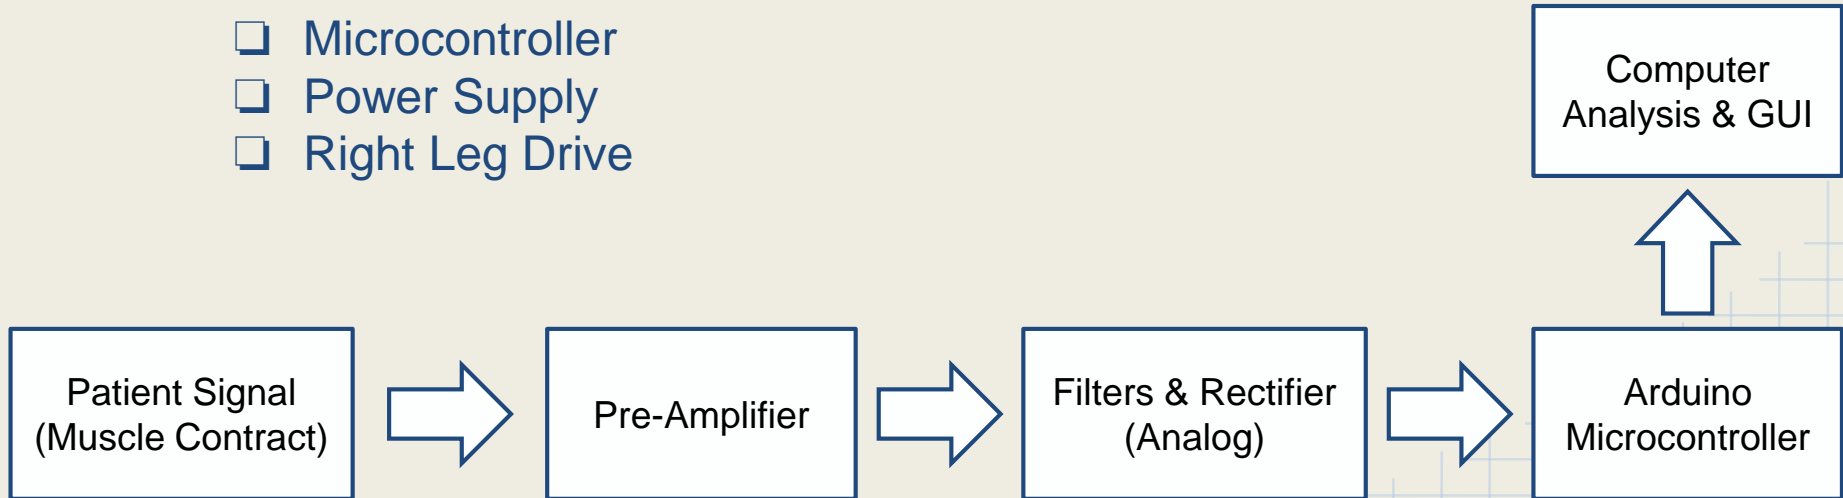 ❑ Microcontroller
❑ Power Supply
❑ Right Leg Drive
Computer
Analysis & GUI
Patient Signal
(Muscle Contract)
Pre-Amplifier
Filters & Rectifier
(Analog)
Arduino
Microcontroller